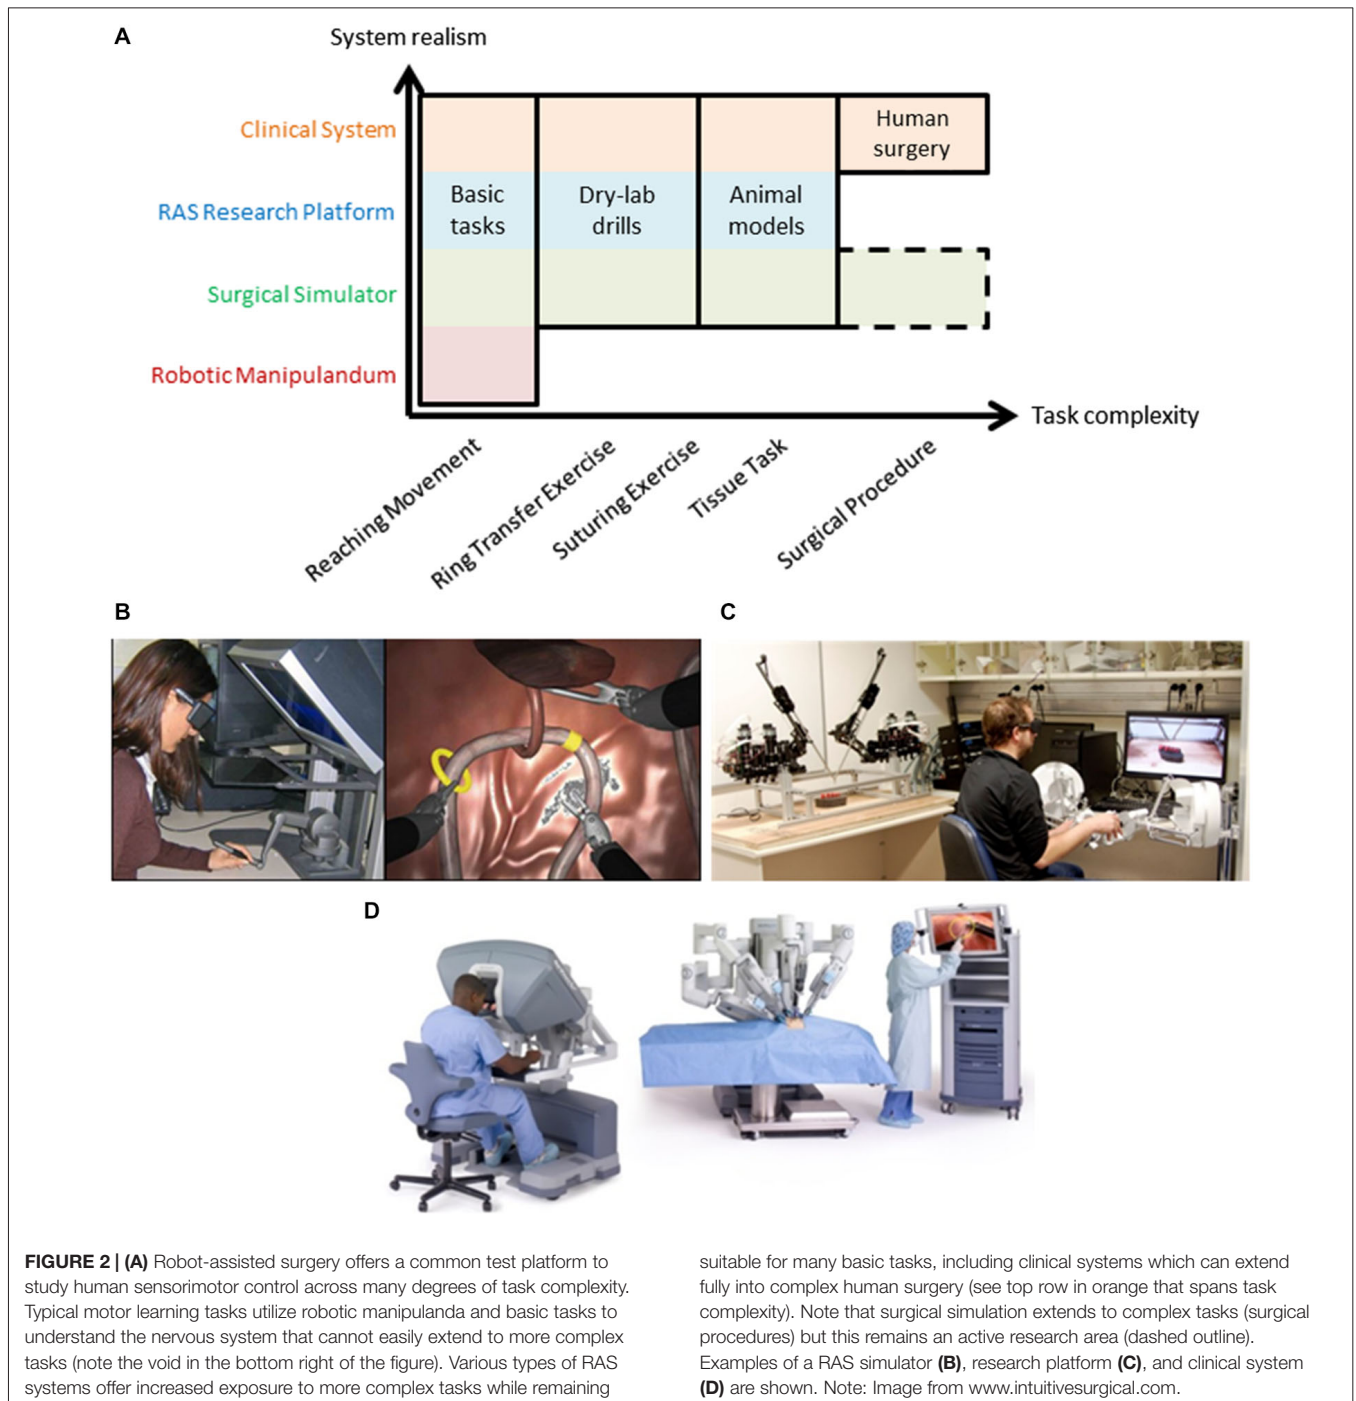 A
System realism
Clinical System
Human
surgery
RAS Research Platform
Basic
tasks
Dry-lab
drills
Animal
models
Surgical Simulator
Robotic Manipulandum
Task complexity
Reaching Movement
Ring Transfer Exercise
Suturing Exercise
Tissue Task
Surgical Procedure
B
C
D
FIGURE 2 | (A) Robot-assisted surgery offers a common test platform to
study human sensorimotor control across many degrees of task complexity.
Typical motor learning tasks utilize robotic manipulanda and basic tasks to
understand the nervous system that cannot easily extend to more complex
tasks (note the void in the bottom right of the figure). Various types of RAS
systems offer increased exposure to more complex tasks while remaining
suitable for many basic tasks, including clinical systems which can extend
fully into complex human surgery (see top row in orange that spans task
complexity). Note that surgical simulation extends to complex tasks (surgical
procedures) but this remains an active research area (dashed outline).
Examples of a RAS simulator (B), research platform (C), and clinical system
(D) are shown. Note: Image from www.intuitivesurgical.com.